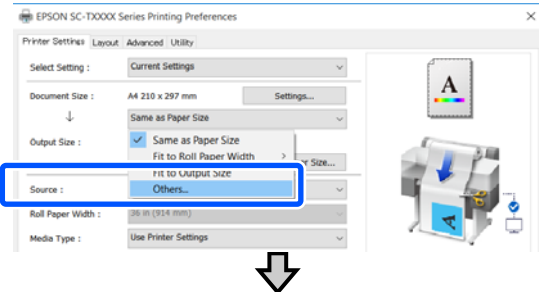 EPSON SC-TXXXX Series Printing Preferences
Printer Settings Layout Advanced Utility
Select Setting : Current Settings
Document Size : A4 210 x 297 mm Settings...
Same as Paper Size
Output Size : Same as Paper Size
Fit to Roll Paper Width
er Size...
Fit to Output Size
Source : Others...
Roll Paper Width : 36 in (914 mm)
Media Type : Use Printer Settings
A
A